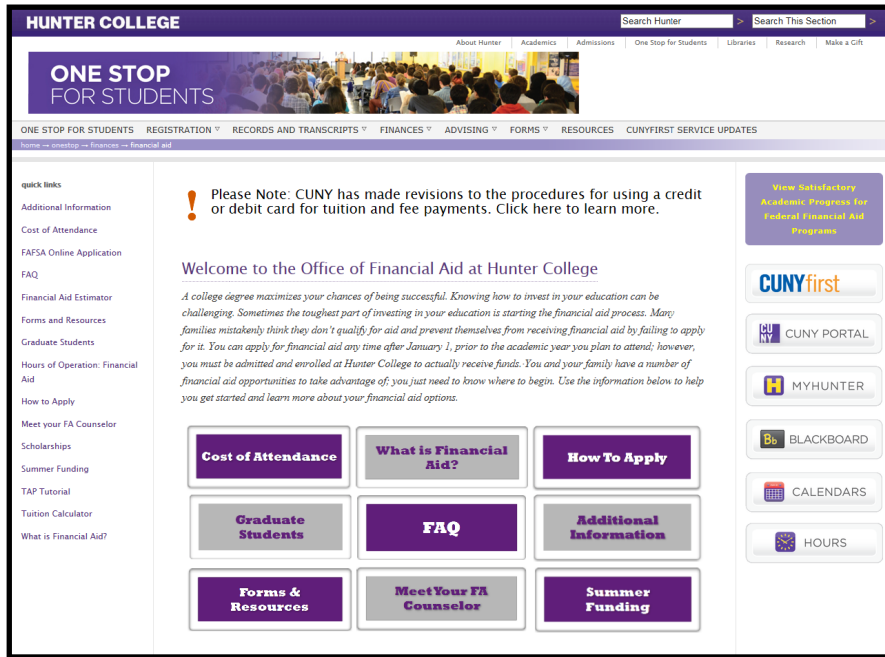 HUNTER COLLEGE
Search Hunter > Search This Section >
About Hunter Academics Admissions One Stop for Students Libraries Research Make a Gift
ONE STOP
FOR STUDENTS
ONE STOP FOR STUDENTS REGISTRATION ▽ RECORDS AND TRANSCRIPTS ▽ FINANCES ▽ ADVISING ▽ FORMS ▽ RESOURCES CUNYFIRST SERVICE UPDATES
home → onestop → finances → financial aid
quick links
Additional Information
Cost of Attendance
FAFSA Online Application
FAQ
Financial Aid Estimator
Forms and Resources
Graduate Students
Hours of Operation: Financial
Aid
How to Apply
Meet your FA Counselor
Scholarships
Summer Funding
TAP Tutorial
Tuition Calculator
What is Financial Aid?
! Please Note: CUNY has made revisions to the procedures for using a credit
or debit card for tuition and fee payments. Click here to learn more.
Welcome to the Office of Financial Aid at Hunter College
A college degree maximizes your chances of being successful. Knowing how to invest in your education can be
challenging. Sometimes the toughest part of investing in your education is starting the financial aid process. Many
families mistakenly think they don't qualify for aid and prevent themselves from receiving financial aid by failing to apply
for it. You can apply for financial aid any time after January 1, prior to the academic year you plan to attend; however,
you must be admitted and enrolled at Hunter College to actually receive funds. You and your family have a number of
financial aid opportunities to take advantage of; you just need to know where to begin. Use the information below to help
you get started and learn more about your financial aid options.
Cost of Attendance
What is Financial
Aid?
How To Apply
Graduate
Students
FAQ
Additional
Information
Forms &
Resources
Meet Your FA
Counselor
Summer
Funding
View Satisfactory
Academic Progress for
Federal Financial Aid
Programs
CUNYfirst
CU
NY CUNY PORTAL
H MYHUNTER
Bb BLACKBOARD
CALENDARS
HOURS